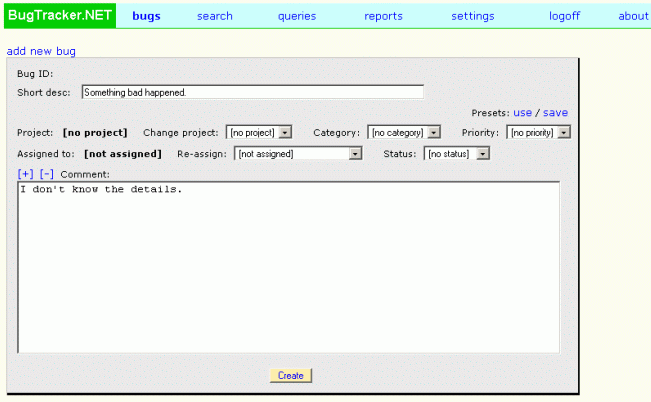 BugTracker.NET bugs search queries reports settings logoff about
add new bug
Bug ID:
Short desc: Something bad happened.
Presets: use / save
Project: [no project] Change project: [no project] Category: [no category] Priority: [no priority]
Assigned to: [not assigned] Re-assign: [not assigned] Status: [no status]
[+] [-] Comment:
I don't know the details.
Create